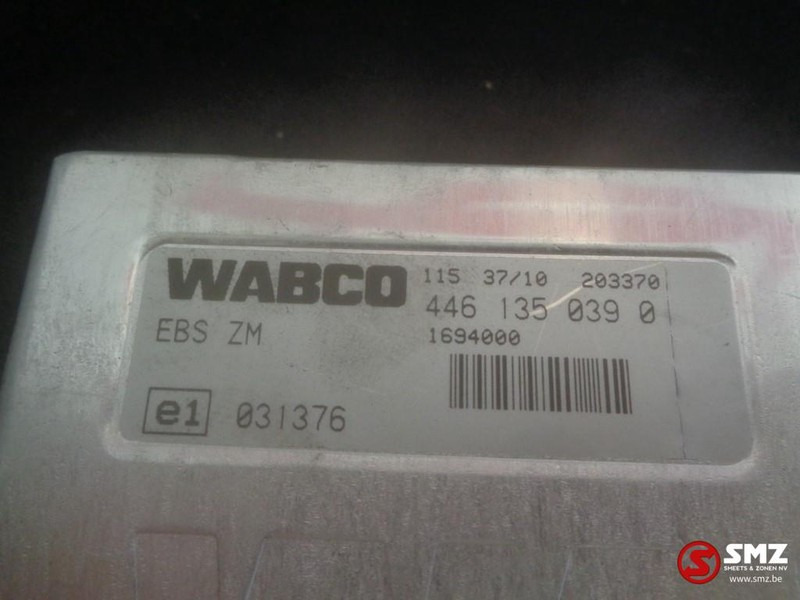 WABCO 115 37/10 203370
446 135 039 0
EBS ZM 1694000
e1 031376
SMZ
SMEETS & ZONEN NV
www.smz.be